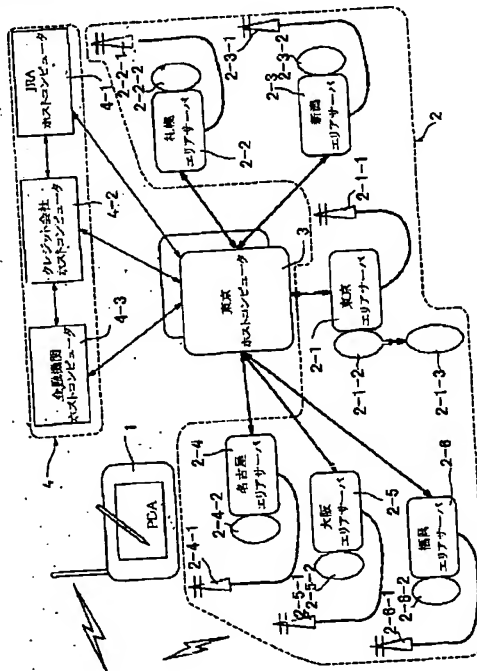 JRA
ホストコンピュータ
4-1
クレジット会社
ホストコンピュータ
4-2
金融機関
ホストコンピュータ
4-3
4
1
PDA
2-2-1
2-2-2
札幌
エリアサーバ
2-2
2-3-1
2-3-2
2-3
新潟
エリアサーバ
2
東京
ホストコンピュータ
3
2-1-1
東京
エリアサーバ
2-1
2-1-2
2-1-3
2-4
名古屋
エリアサーバ
2-4-2
2-4-1
2-5
大阪
エリアサーバ
2-5-1
2-5-2
2-6
福岡
エリアサーバ
2-6-1
2-6-2